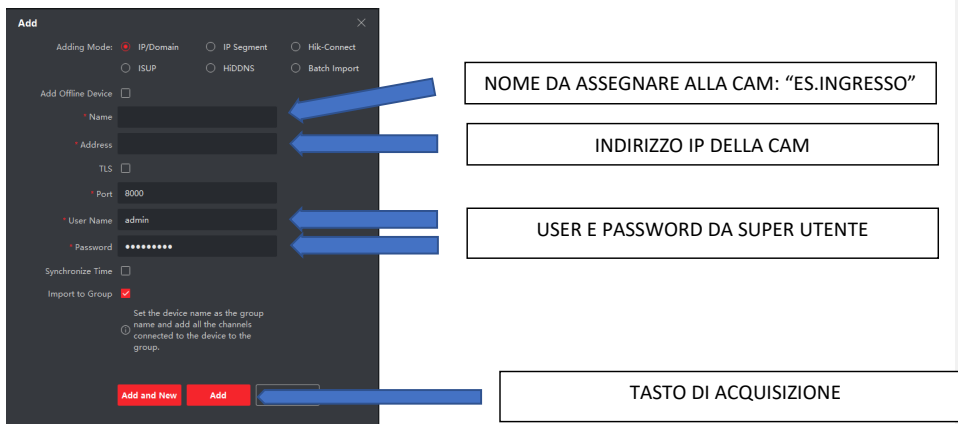 Add
Adding Mode: IP/Domain IP Segment Hik-Connect
ISUP HiDDNS Batch Import
Add Offline Device
* Name
NOME DA ASSEGNARE ALLA CAM: “ES.INGRESSO”
* Address
INDIRIZZO IP DELLA CAM
TLS
* Port 8000
* User Name admin
* Password •••••••••
USER E PASSWORD DA SUPER UTENTE
Synchronize Time
Import to Group
Set the device name as the group
name and add all the channels
connected to the device to the
group.
Add and New Add
TASTO DI ACQUISIZIONE